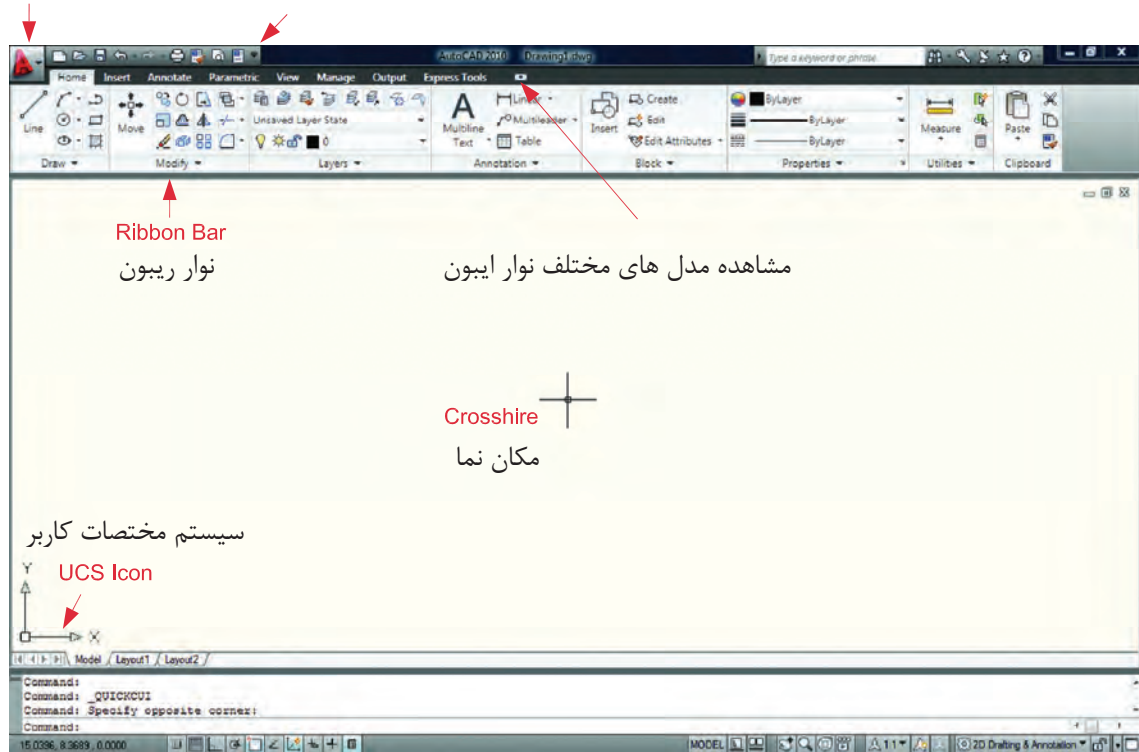 AutoCAD 2010 Drawing1.dwg
Type a keyword or phrase
Home Insert Annotate Parametric View Manage Output Express Tools
Line
Move
Unsaved Layer State
0
Multiline Text
Linear
Multileader
Table
Insert
Create
Edit
Edit Attributes
ByLayer
ByLayer
ByLayer
Measure
Paste
Draw Modify Layers Annotation Block Properties Utilities Clipboard
Ribbon Bar
نوار ریبون
مشاهده مدل های مختلف نوار ایبون
Crosshire
مکان نما
سیستم مختصات کاربر
UCS Icon
Y
X
Model Layout1 Layout2
Command:
Command: _QUICKCUI
Command: Specify opposite corner:
Command:
15.0396, 8.3689, 0.0000 MODEL A 1:1 2D Drafting & Annotation